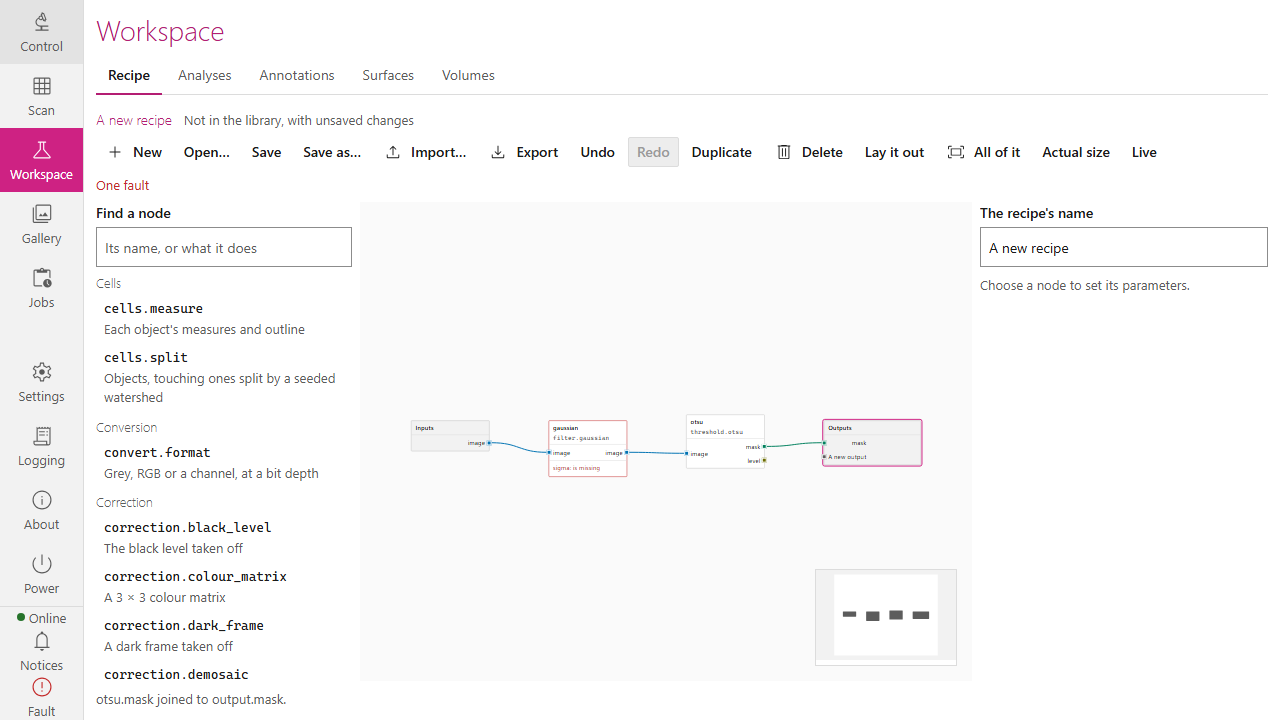 Control
Scan
Workspace
Gallery
Jobs
Settings
Logging
About
Power
Online
Notices
Fault
Workspace
Recipe
Analyses
Annotations
Surfaces
Volumes
A new recipe
Not in the library, with unsaved changes
New
Open...
Save
Save as...
Import...
Export
Undo
Redo
Duplicate
Delete
Lay it out
All of it
Actual size
Live
One fault
Find a node
Its name, or what it does
Cells
cells.measure
Each object's measures and outline
cells.split
Objects, touching ones split by a seeded
watershed
Conversion
convert.format
Grey, RGB or a channel, at a bit depth
Correction
correction.black_level
The black level taken off
correction.colour_matrix
A 3 × 3 colour matrix
correction.dark_frame
A dark frame taken off
correction.demosaic
otsu.mask joined to output.mask.
Inputs
image
gaussian
filter.gaussian
image
image
sigma: is missing
otsu
threshold.otsu
mask
image
level
Outputs
mask
A new output
The recipe's name
A new recipe
Choose a node to set its parameters.